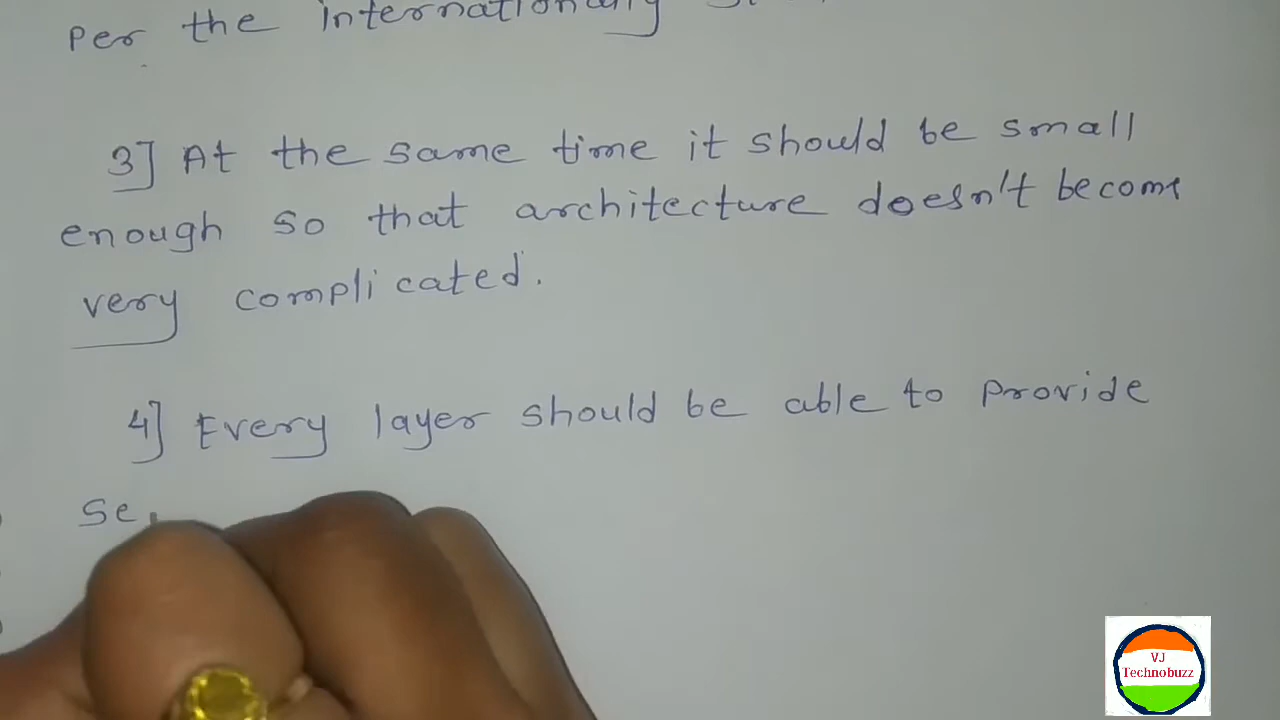 Per the internationally
3] At the same time it should be small
enough so that architecture doesn't become
very complicated.
4] Every layer should be able to provide
Se
VJ
Technobuzz